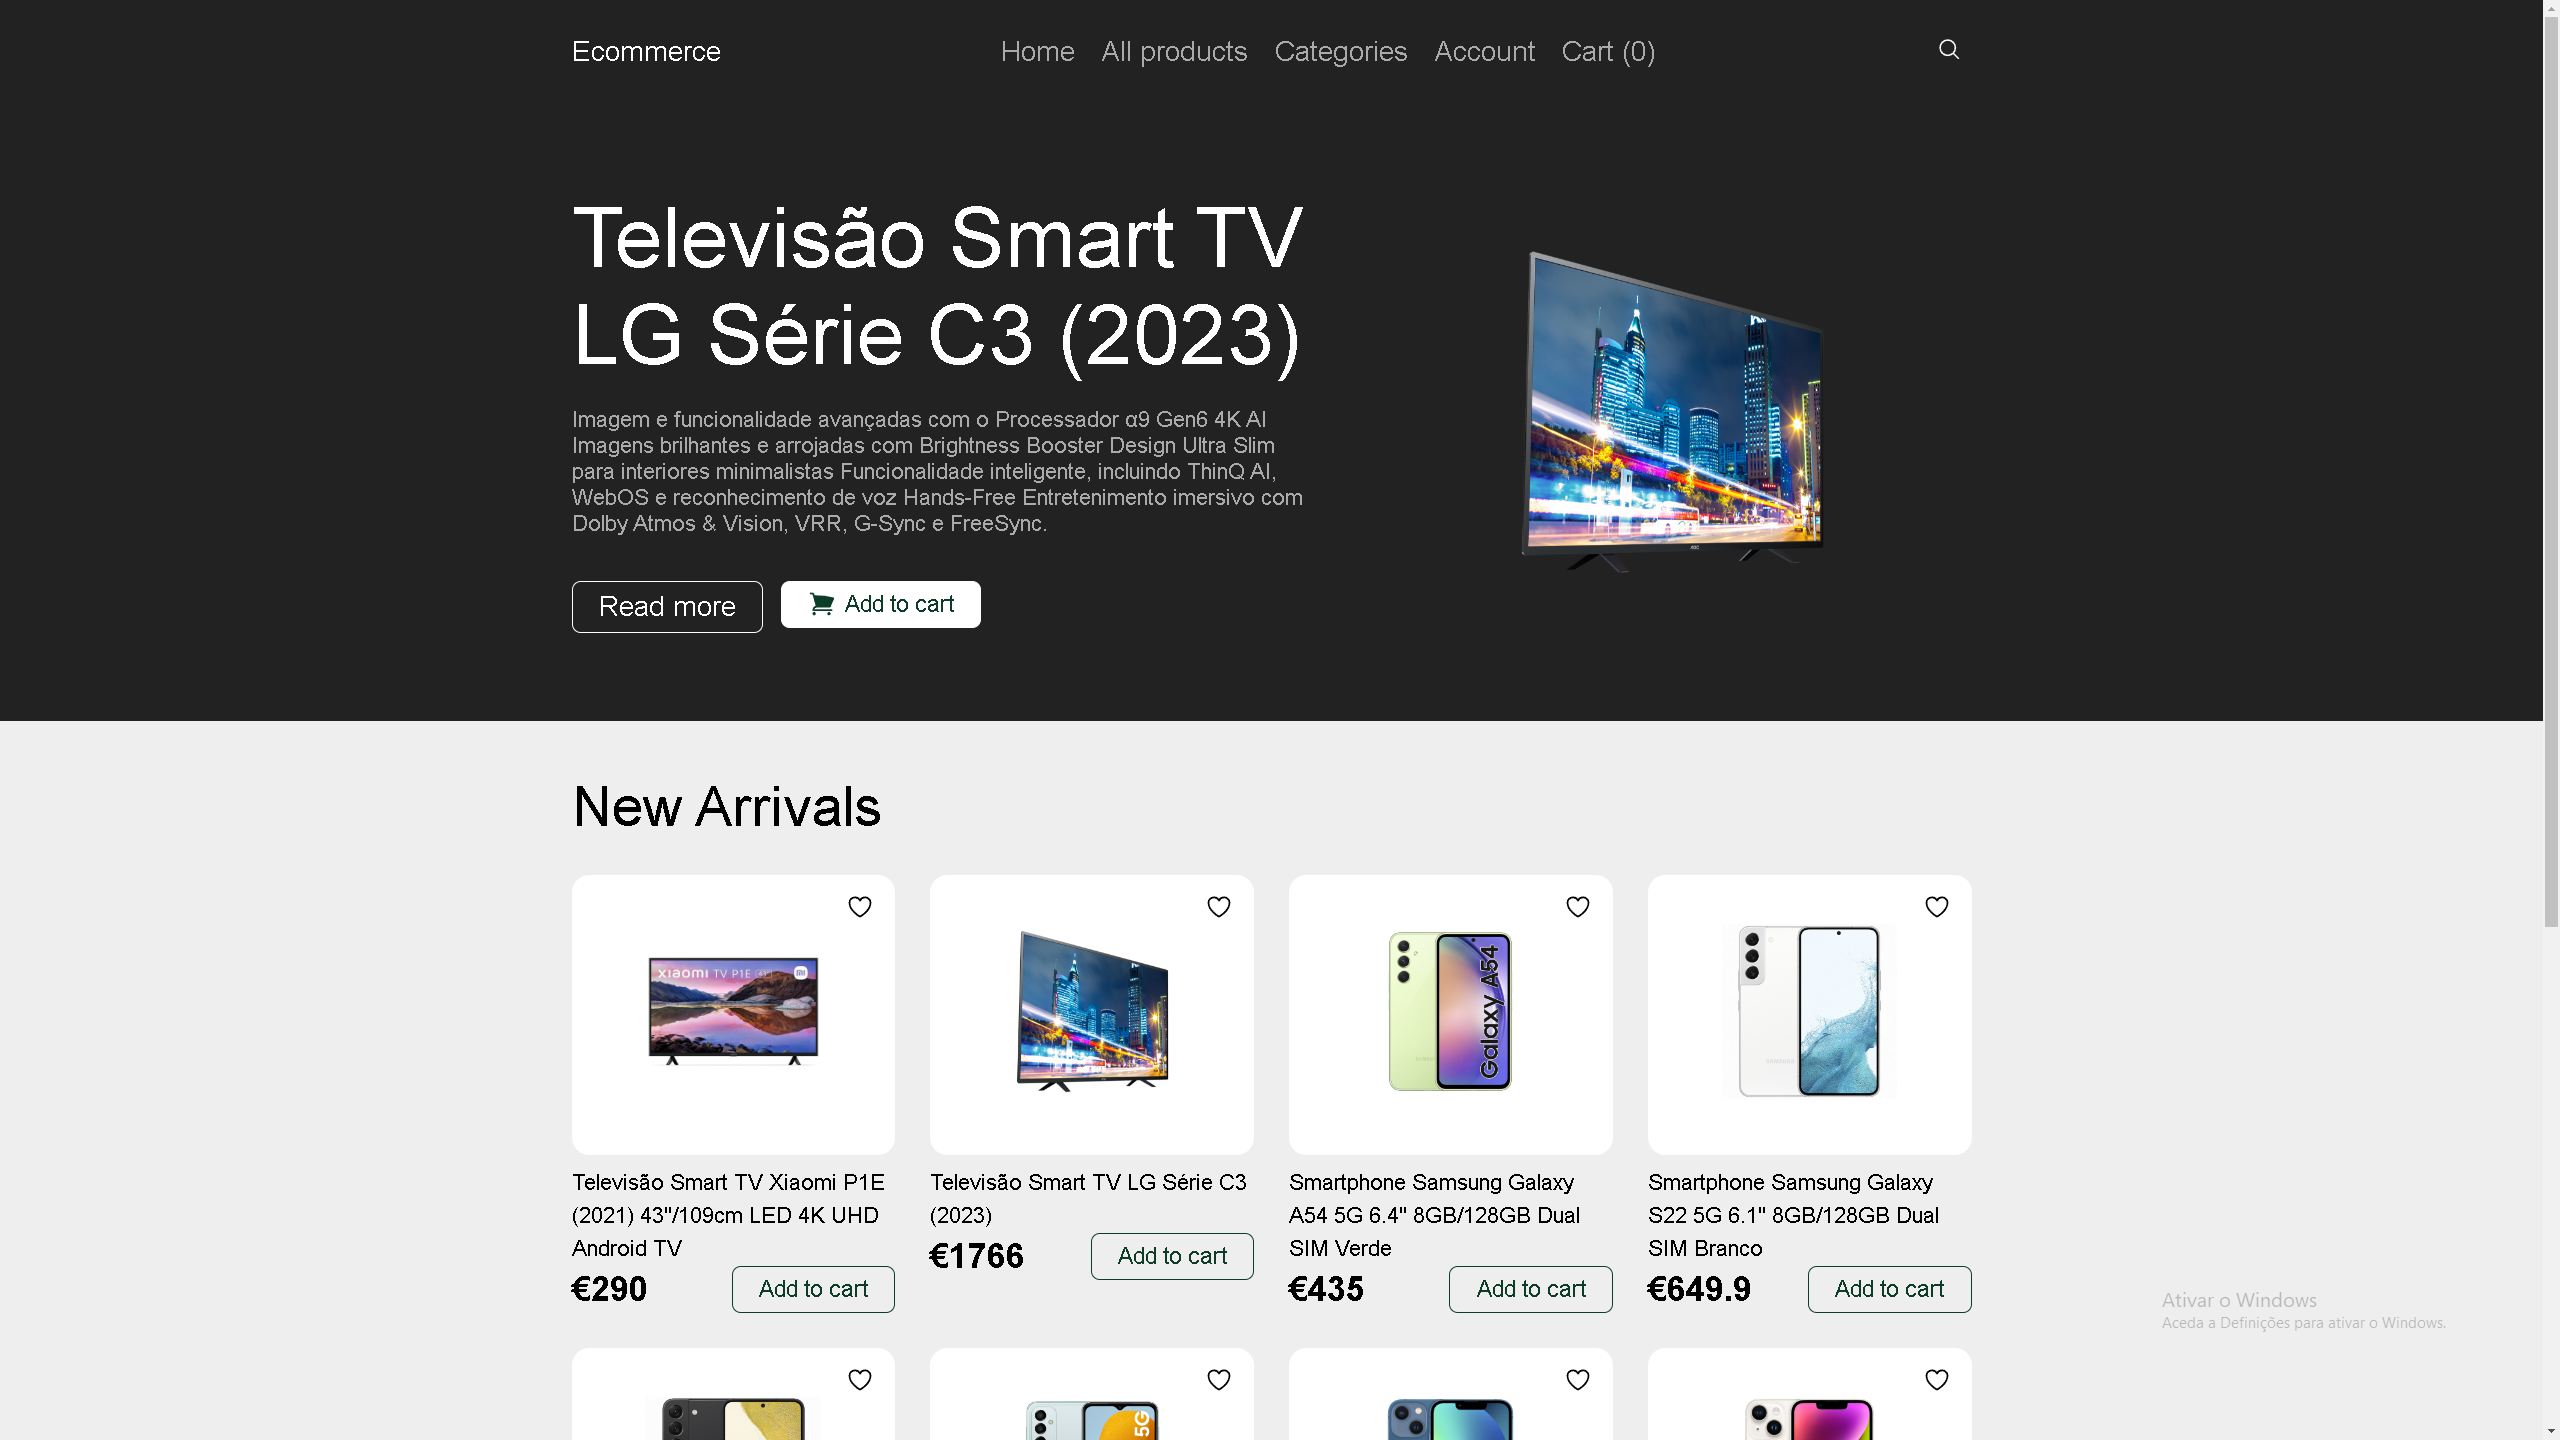 Ecommerce Home All products Categories Account Cart (0)
Televisão Smart TV
LG Série C3 (2023)
Imagem e funcionalidade avançadas com o Processador α9 Gen6 4K AI
Imagens brilhantes e arrojadas com Brightness Booster Design Ultra Slim
para interiores minimalistas Funcionalidade inteligente, incluindo ThinQ AI,
WebOS e reconhecimento de voz Hands-Free Entretenimento imersivo com
Dolby Atmos & Vision, VRR, G-Sync e FreeSync.
Read more Add to cart
AOC
New Arrivals
xiaomi TV P1E 43"
Televisão Smart TV Xiaomi P1E
(2021) 43"/109cm LED 4K UHD
Android TV
€290 Add to cart
Televisão Smart TV LG Série C3
(2023)
€1766 Add to cart
Galaxy A54
SAMSUNG
Smartphone Samsung Galaxy
A54 5G 6.4" 8GB/128GB Dual
SIM Verde
€435 Add to cart
SAMSUNG
Smartphone Samsung Galaxy
S22 5G 6.1" 8GB/128GB Dual
SIM Branco
€649.9 Add to cart
5G
Ativar o Windows
Aceda a Definições para ativar o Windows.